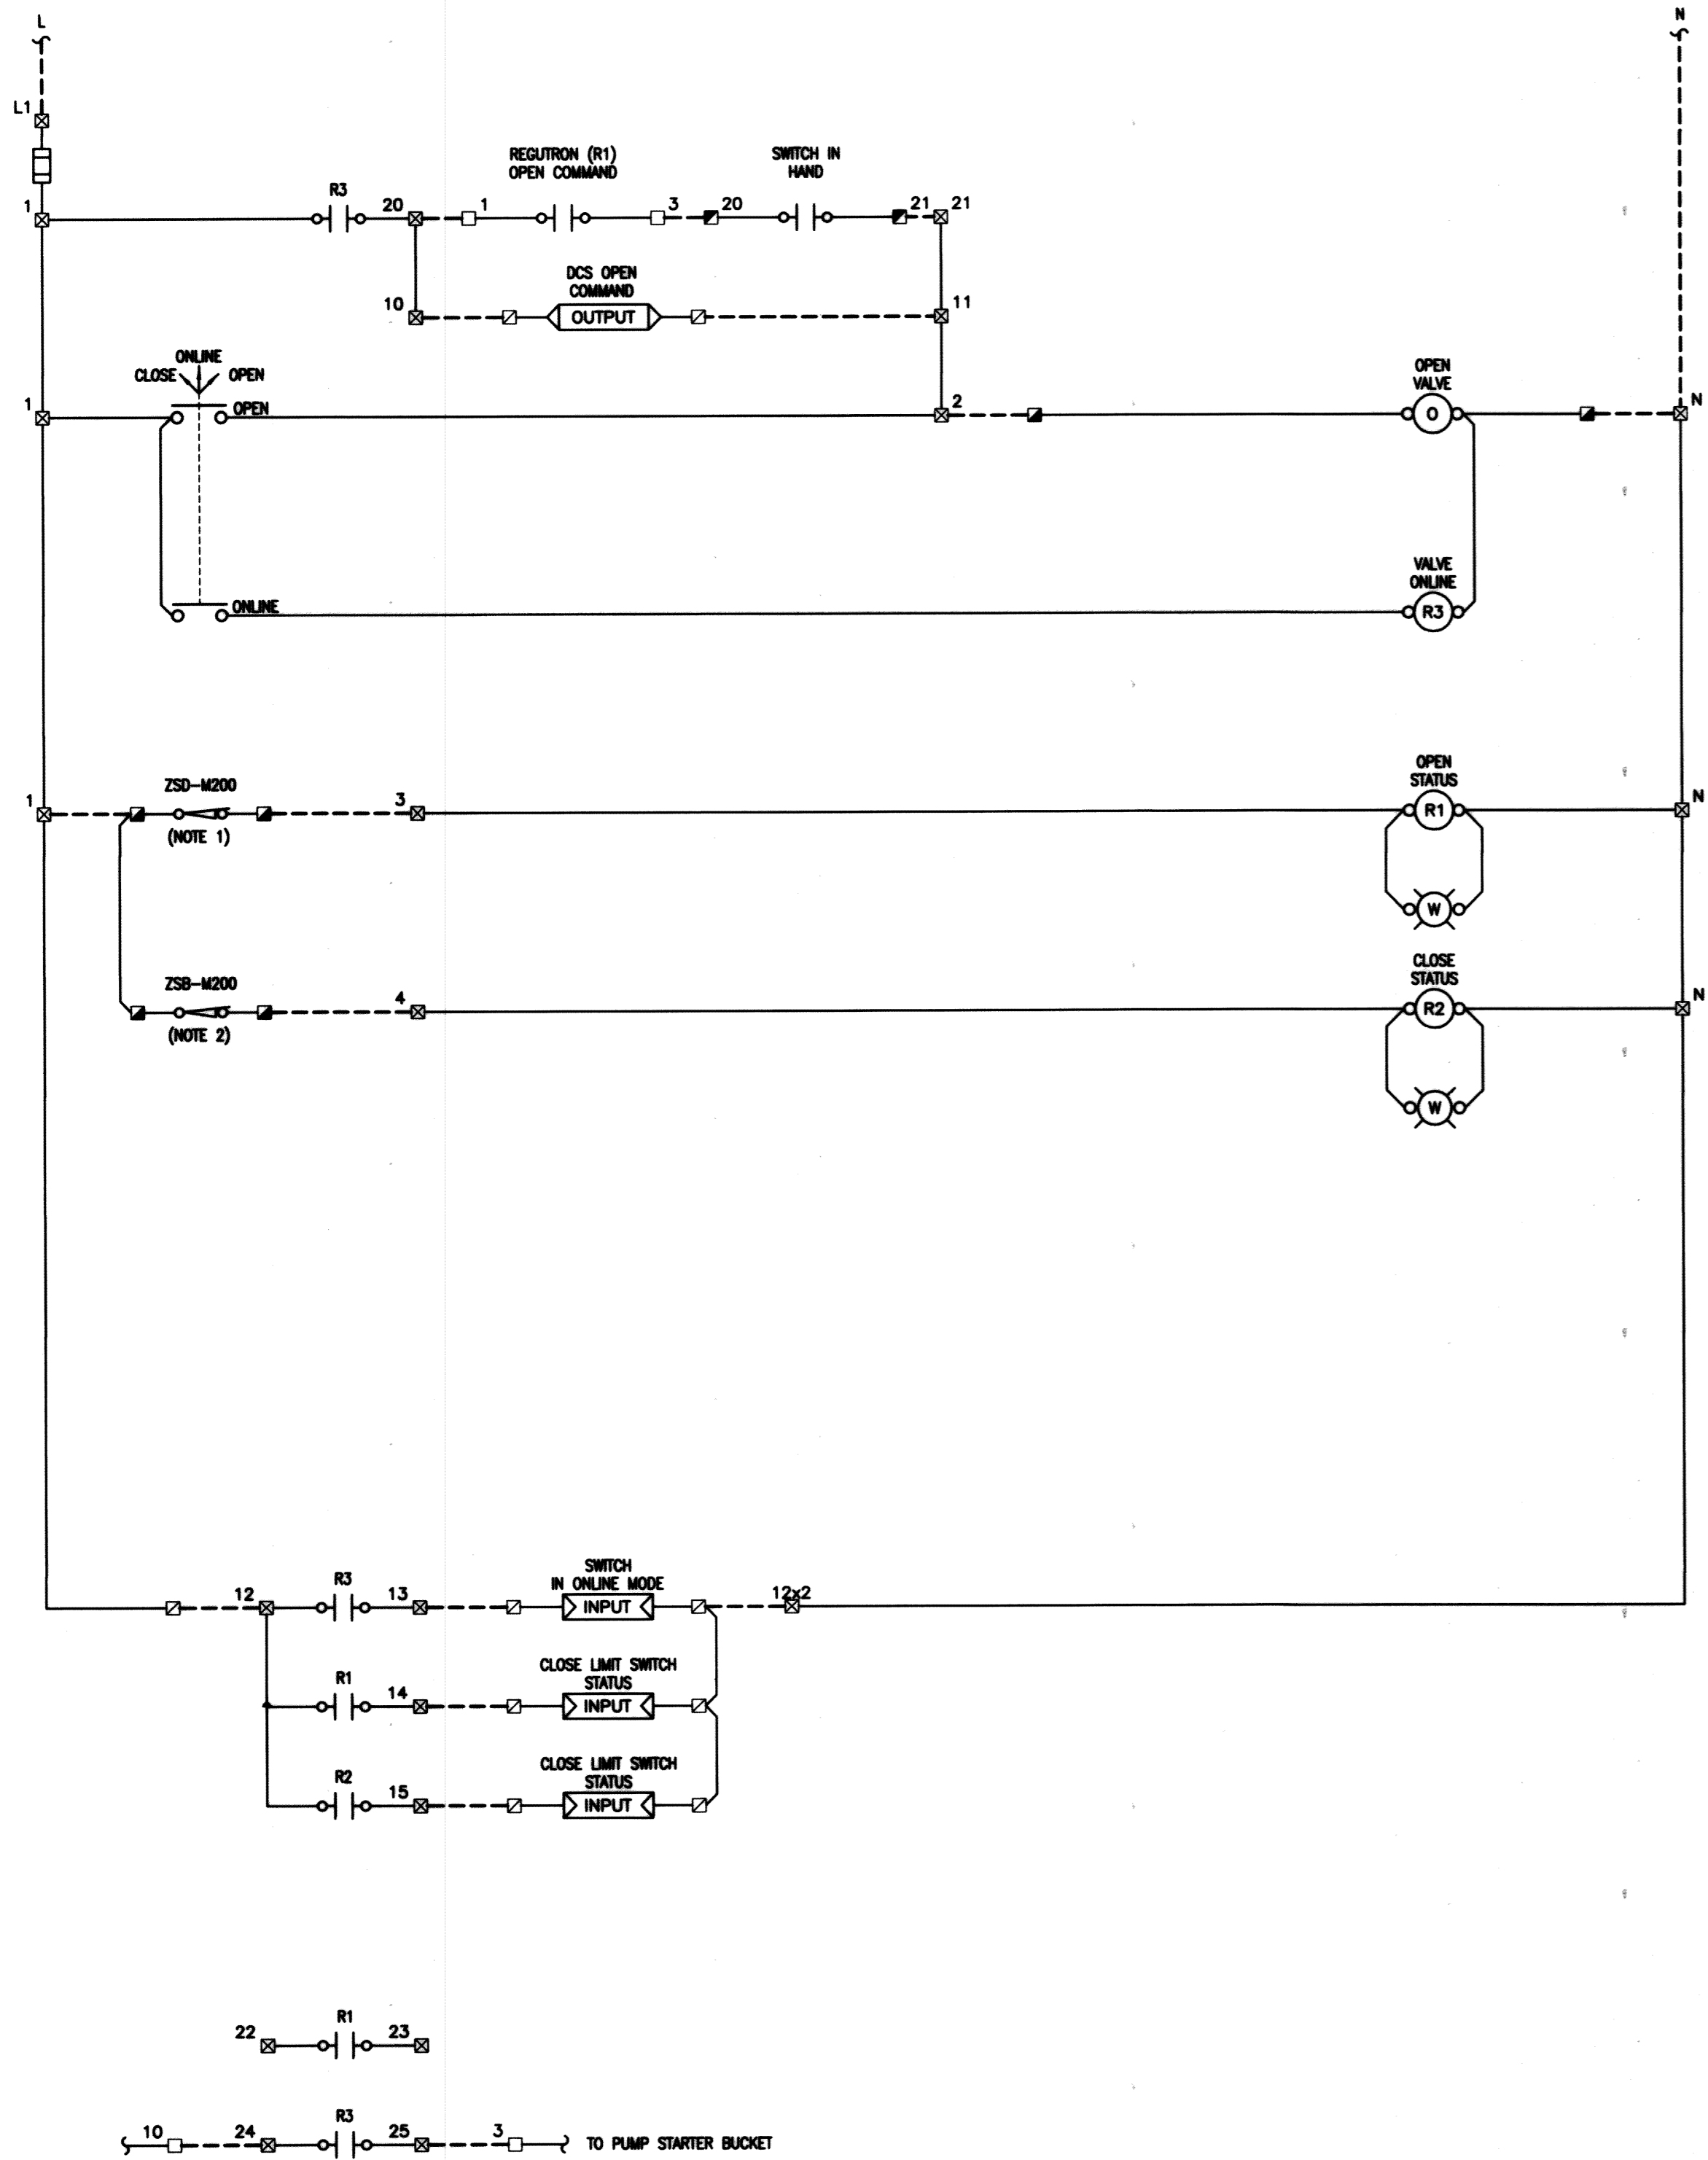 L
N
L1
REGUTRON (R1)
OPEN COMMAND
SWITCH IN
HAND
1
R3
20
1
3
20
21
21
DCS OPEN
COMMAND
10
OUTPUT
11
ONLINE
CLOSE
OPEN
1
OPEN
2
OPEN
VALVE
O
N
ONLINE
VALVE
ONLINE
R3
1
ZSD-M200
(NOTE 1)
3
OPEN
STATUS
R1
N
W
ZSB-M200
(NOTE 2)
4
CLOSE
STATUS
R2
N
W
12
R3
13
SWITCH
IN ONLINE MODE
INPUT
12x2
R1
14
CLOSE LIMIT SWITCH
STATUS
INPUT
R2
15
CLOSE LIMIT SWITCH
STATUS
INPUT
22
R1
23
10
24
R3
25
3
TO PUMP STARTER BUCKET